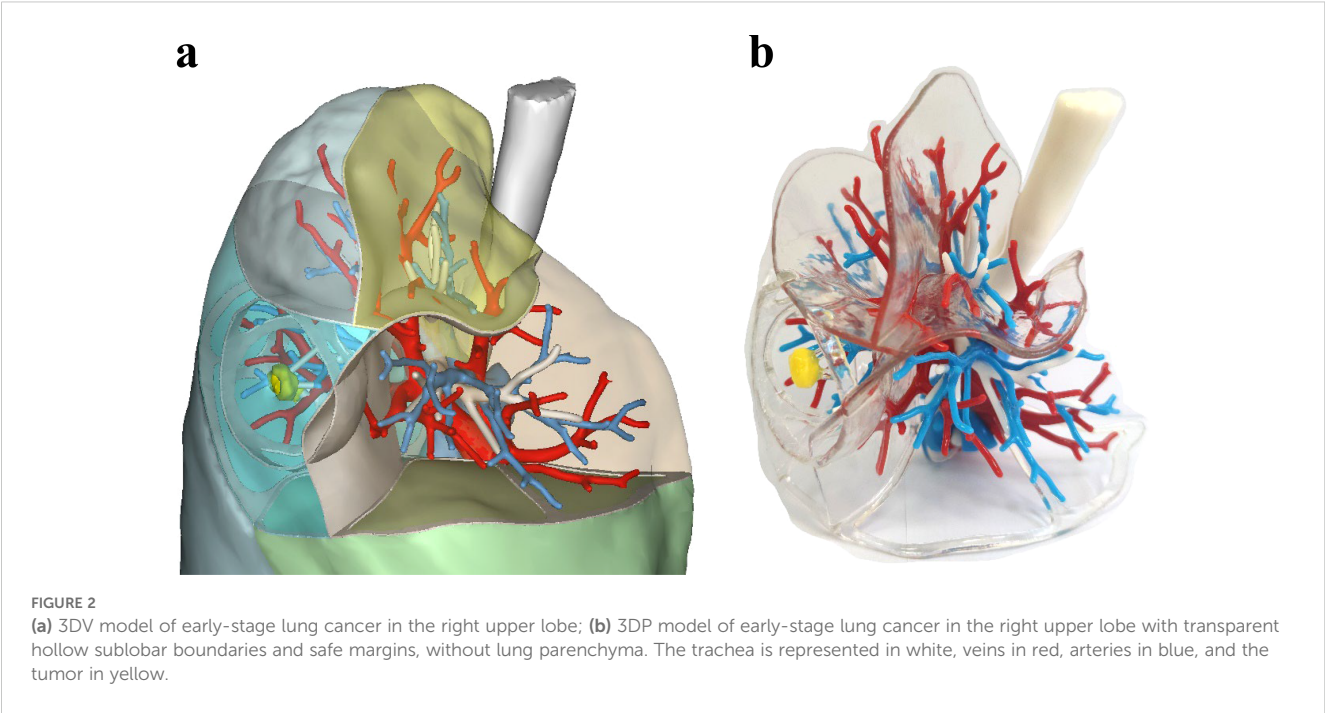 a
b
FIGURE 2
(a) 3DV model of early-stage lung cancer in the right upper lobe; (b) 3DP model of early-stage lung cancer in the right upper lobe with transparent
hollow sublobar boundaries and safe margins, without lung parenchyma. The trachea is represented in white, veins in red, arteries in blue, and the
tumor in yellow.